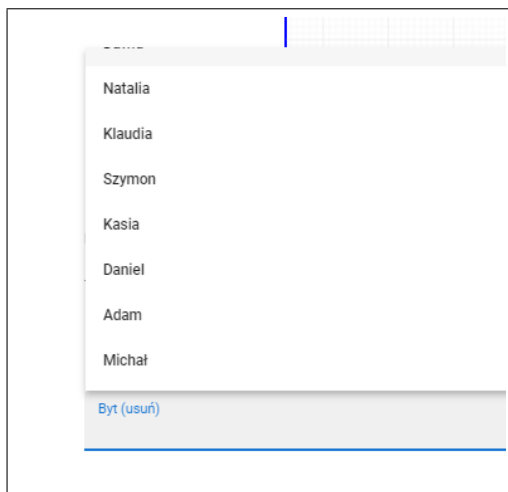 Natalia
Klaudia
Szymon
Kasia
Daniel
Adam
Michał
Byt (usuń)